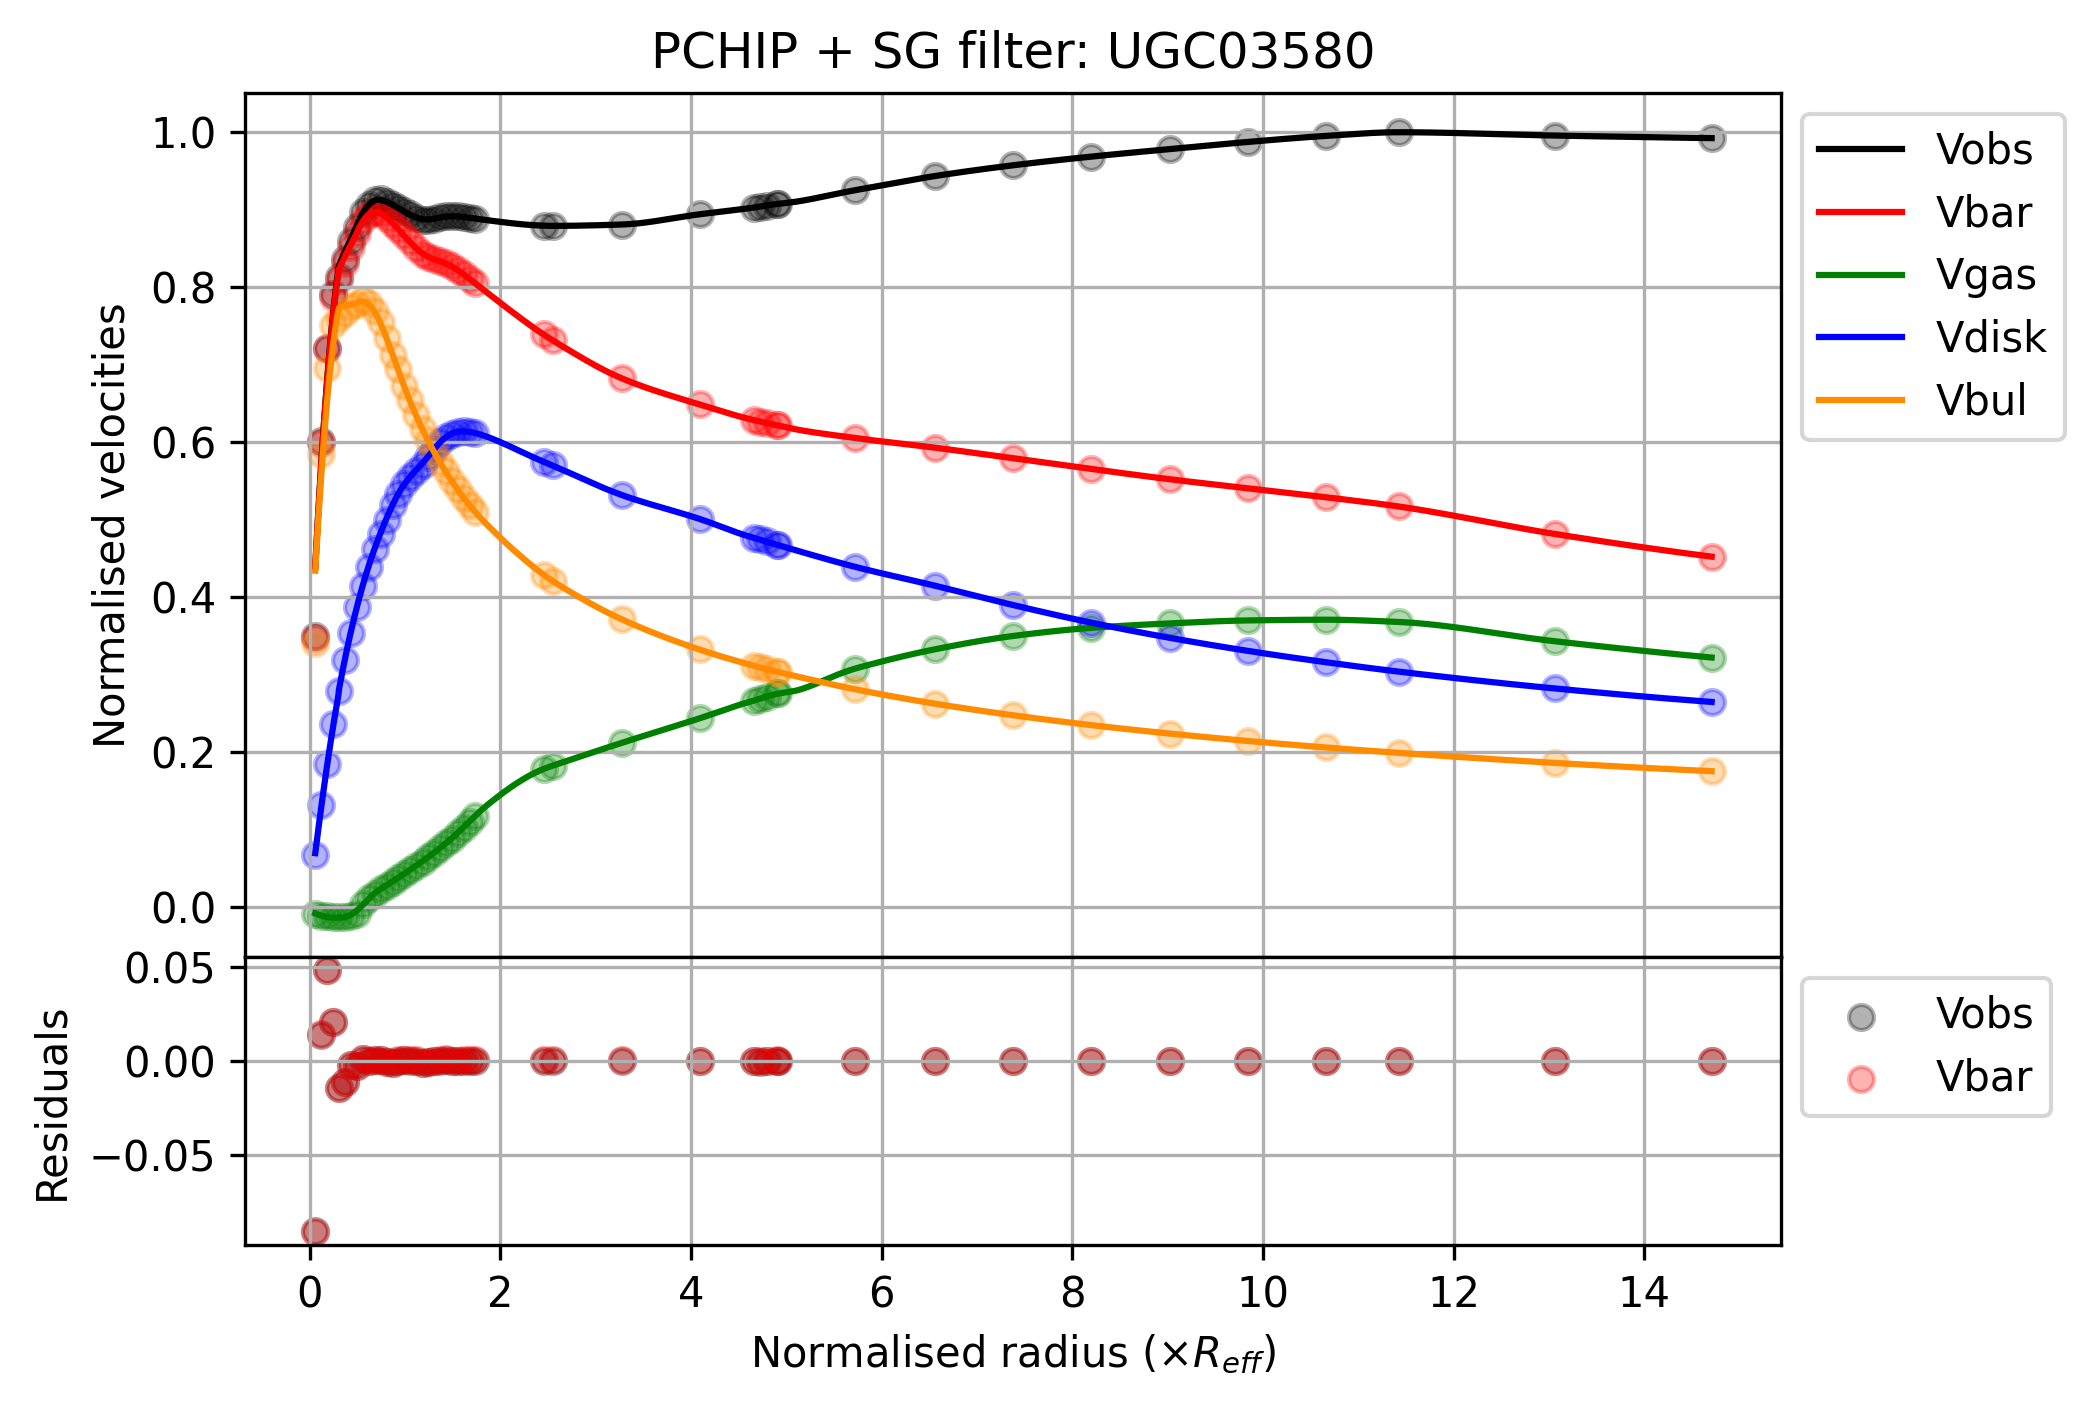 PCHIP + SG filter: UGC03580
Normalised velocities
1.0
0.8
0.6
0.4
0.2
0.0
Vobs
Vbar
Vgas
Vdisk
Vbul
Residuals
0.05
0.00
−0.05
Vobs
Vbar
0 2 4 6 8 10 12 14
Normalised radius (×R_eff)